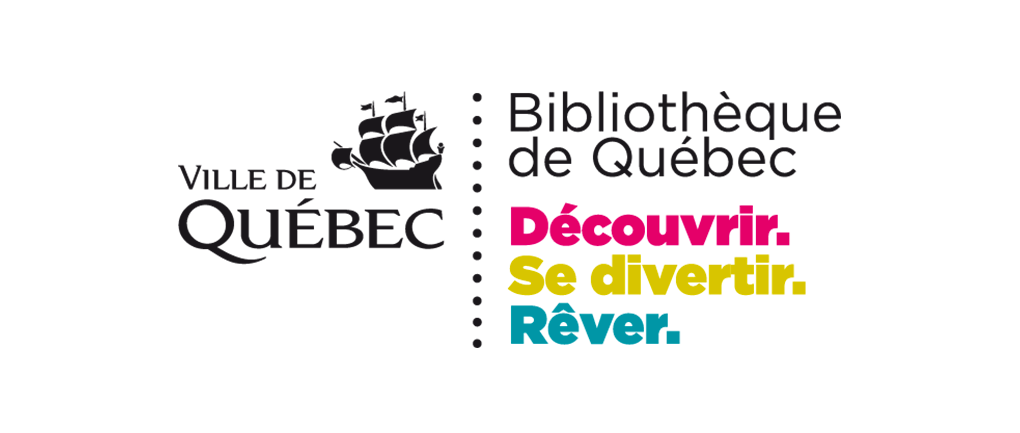 VILLE DE
QUÉBEC
Bibliothèque
de Québec
Découvrir.
Se divertir.
Rêver.